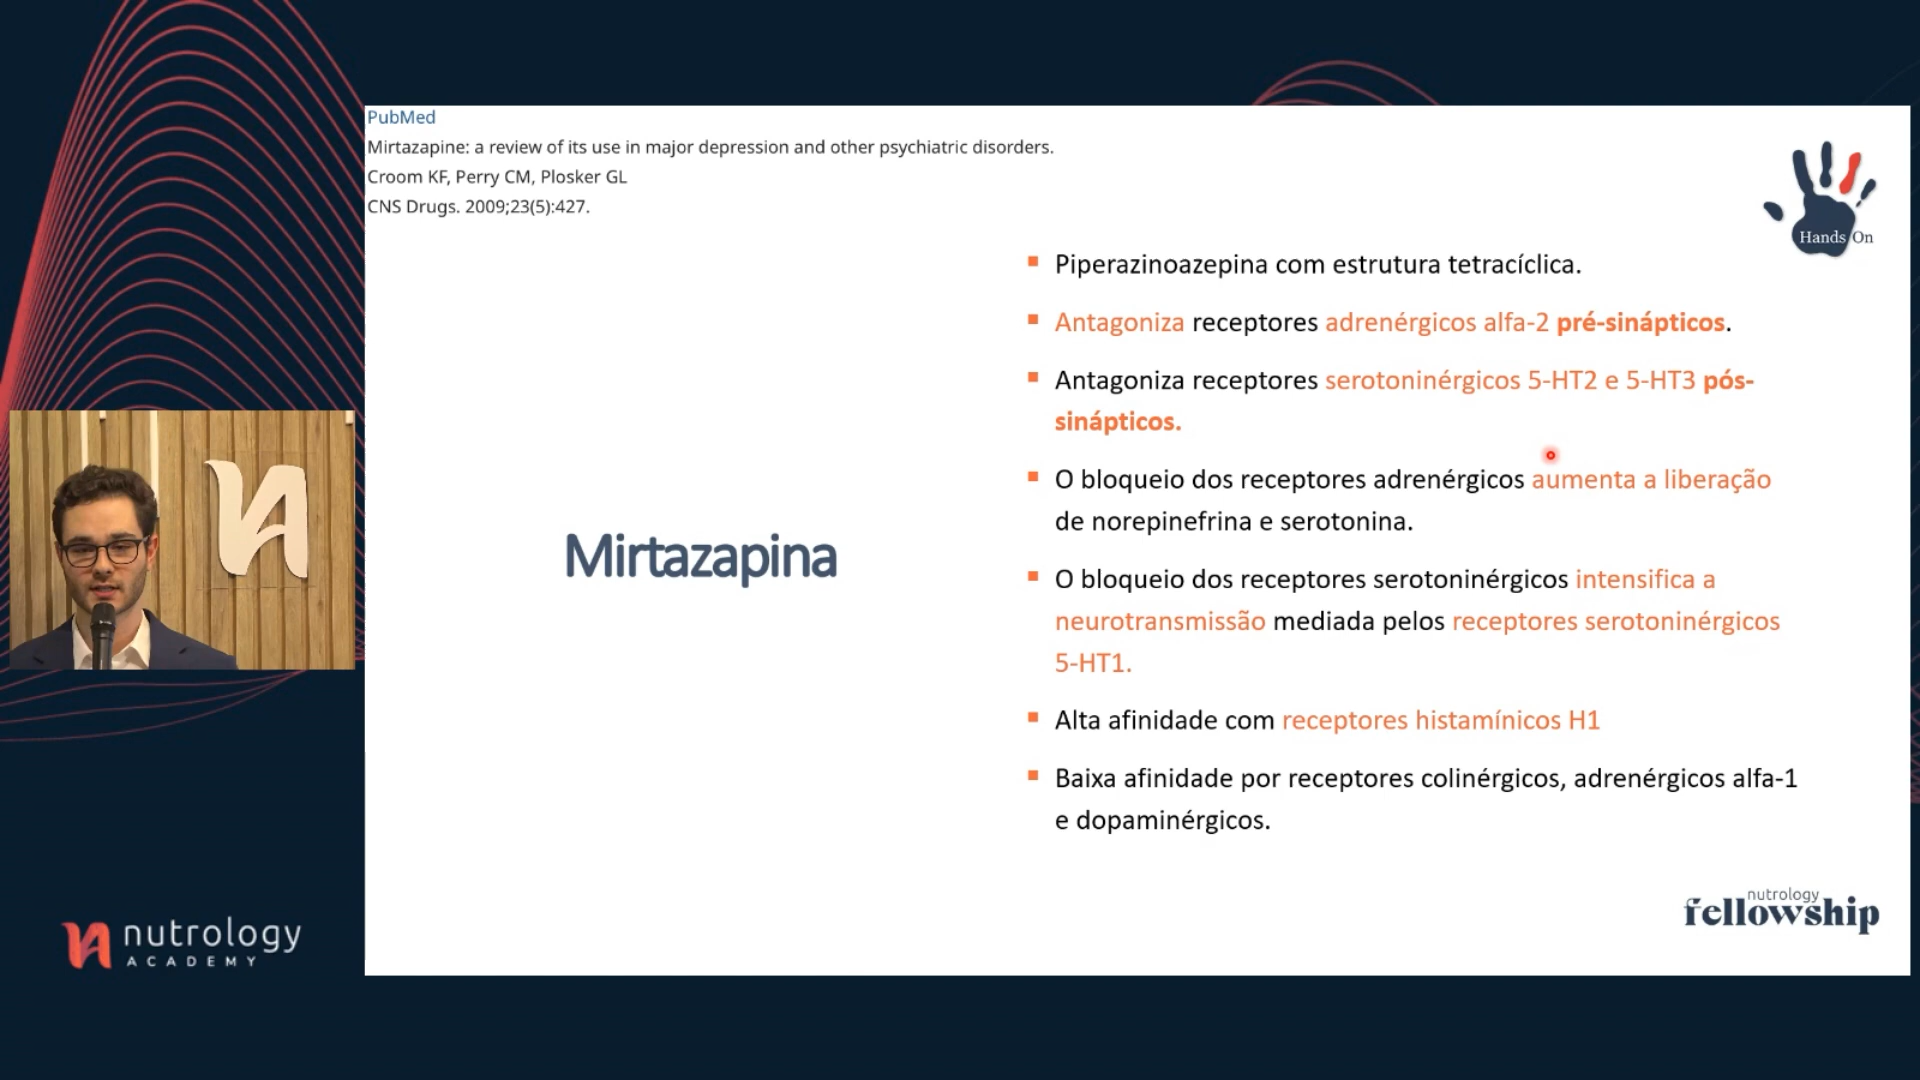 PubMed
Mirtazapine: a review of its use in major depression and other psychiatric disorders.
Croom KF, Perry CM, Plosker GL
CNS Drugs. 2009;23(5):427.
Hands On
Piperazinoazepina com estrutura tetracíclica.
Antagoniza receptores adrenérgicos alfa-2 pré-sinápticos.
Antagoniza receptores serotoninérgicos 5-HT2 e 5-HT3 pós-
sinápticos.
O bloqueio dos receptores adrenérgicos aumenta a liberação
de norepinefrina e serotonina.
Mirtazapina
O bloqueio dos receptores serotoninérgicos intensifica a
neurotransmissão mediada pelos receptores serotoninérgicos
5-HT1.
Alta afinidade com receptores histamínicos H1
Baixa afinidade por receptores colinérgicos, adrenérgicos alfa-1
e dopaminérgicos.
nutrology
fellowship
nutrology
ACADEMY